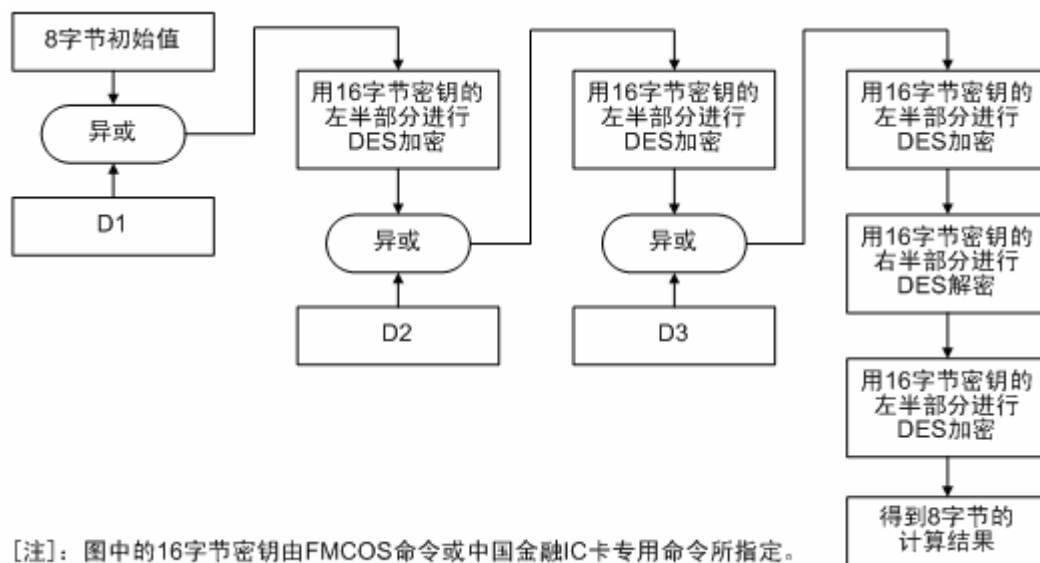 8字节初始值
异或
D1
用16字节密钥的
左半部分进行
DES加密
异或
D2
用16字节密钥的
左半部分进行
DES加密
异或
D3
用16字节密钥的
左半部分进行
DES加密
用16字节密钥的
右半部分进行
DES解密
用16字节密钥的
左半部分进行
DES加密
得到8字节的
计算结果
[注]：图中的16字节密钥由FMCOS命令或中国金融IC卡专用命令所指定。